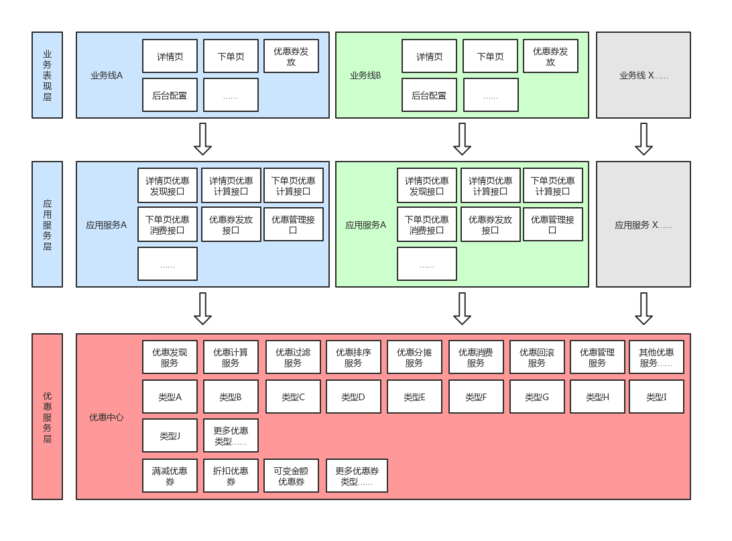 业务表现层
业务线A
详情页
下单页
优惠券发
放
后台配置
……
业务线B
详情页
下单页
优惠券发
放
后台配置
……
业务线 X……
应用服务层
应用服务A
详情页优惠
发现接口
详情页优惠
计算接口
下单页优惠
计算接口
下单页优惠
消费接口
优惠券发放
接口
优惠管理接
口
……
应用服务A
详情页优惠
发现接口
详情页优惠
计算接口
下单页优惠
计算接口
下单页优惠
消费接口
优惠券发放
接口
优惠管理接
口
……
应用服务 X……
优惠服务层
优惠中心
优惠发现
服务
优惠计算
服务
优惠过滤
服务
优惠排序
服务
优惠分摊
服务
优惠消费
服务
优惠回滚
服务
优惠管理
服务
其他优惠
服务……
类型A
类型B
类型C
类型D
类型E
类型F
类型G
类型H
类型I
类型J
更多优惠
类型……
满减优惠
券
折扣优惠
券
可变金额
优惠券
更多优惠券
类型……